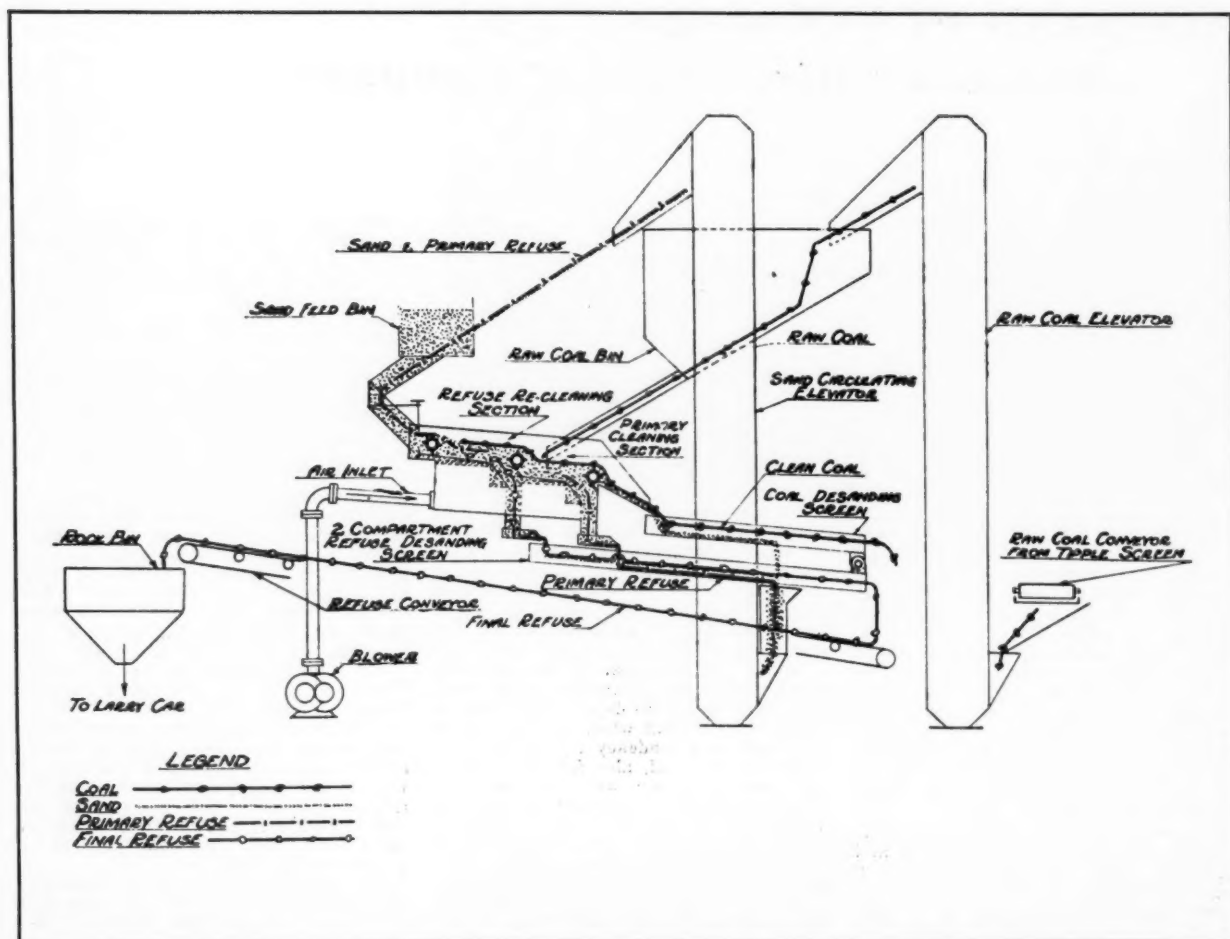 SAND & PRIMARY REFUSE
SAND FEED BIN
RAW COAL BIN
RAW COAL
RAW COAL ELEVATOR
SAND CIRCULATING
ELEVATOR
REFUSE RE-CLEANING
SECTION
PRIMARY
CLEANING
SECTION
AIR INLET
CLEAN COAL
COAL DESANDING
SCREEN
2 COMPARTMENT
REFUSE DESANDING
SCREEN
RAW COAL CONVEYOR
FROM TIPPLE SCREEN
ROCK BIN
PRIMARY REFUSE
REFUSE CONVEYOR
FINAL REFUSE
BLOWER
TO LARRY CAR
LEGEND
COAL
SAND
PRIMARY REFUSE
FINAL REFUSE